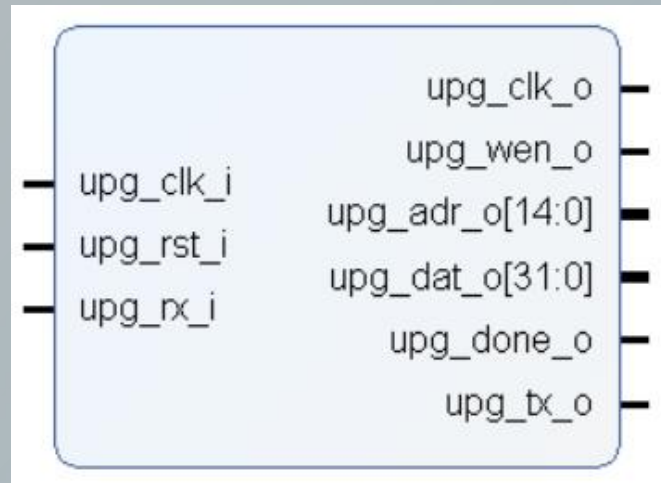 upg_clk_i
upg_rst_i
upg_rx_i
upg_clk_o
upg_wen_o
upg_adr_o[14:0]
upg_dat_o[31:0]
upg_done_o
upg_tx_o